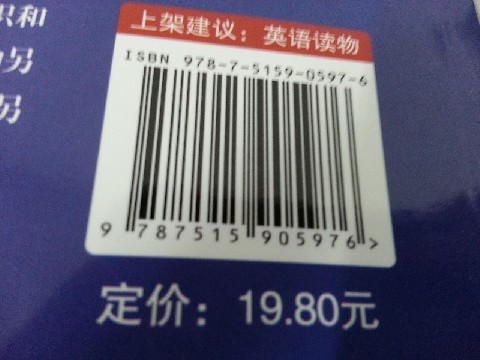 上架建议：英语读物
识和
另
另
ISBN 978-7-5159-0597-6
9 787515 905976 >
定价：19.80元